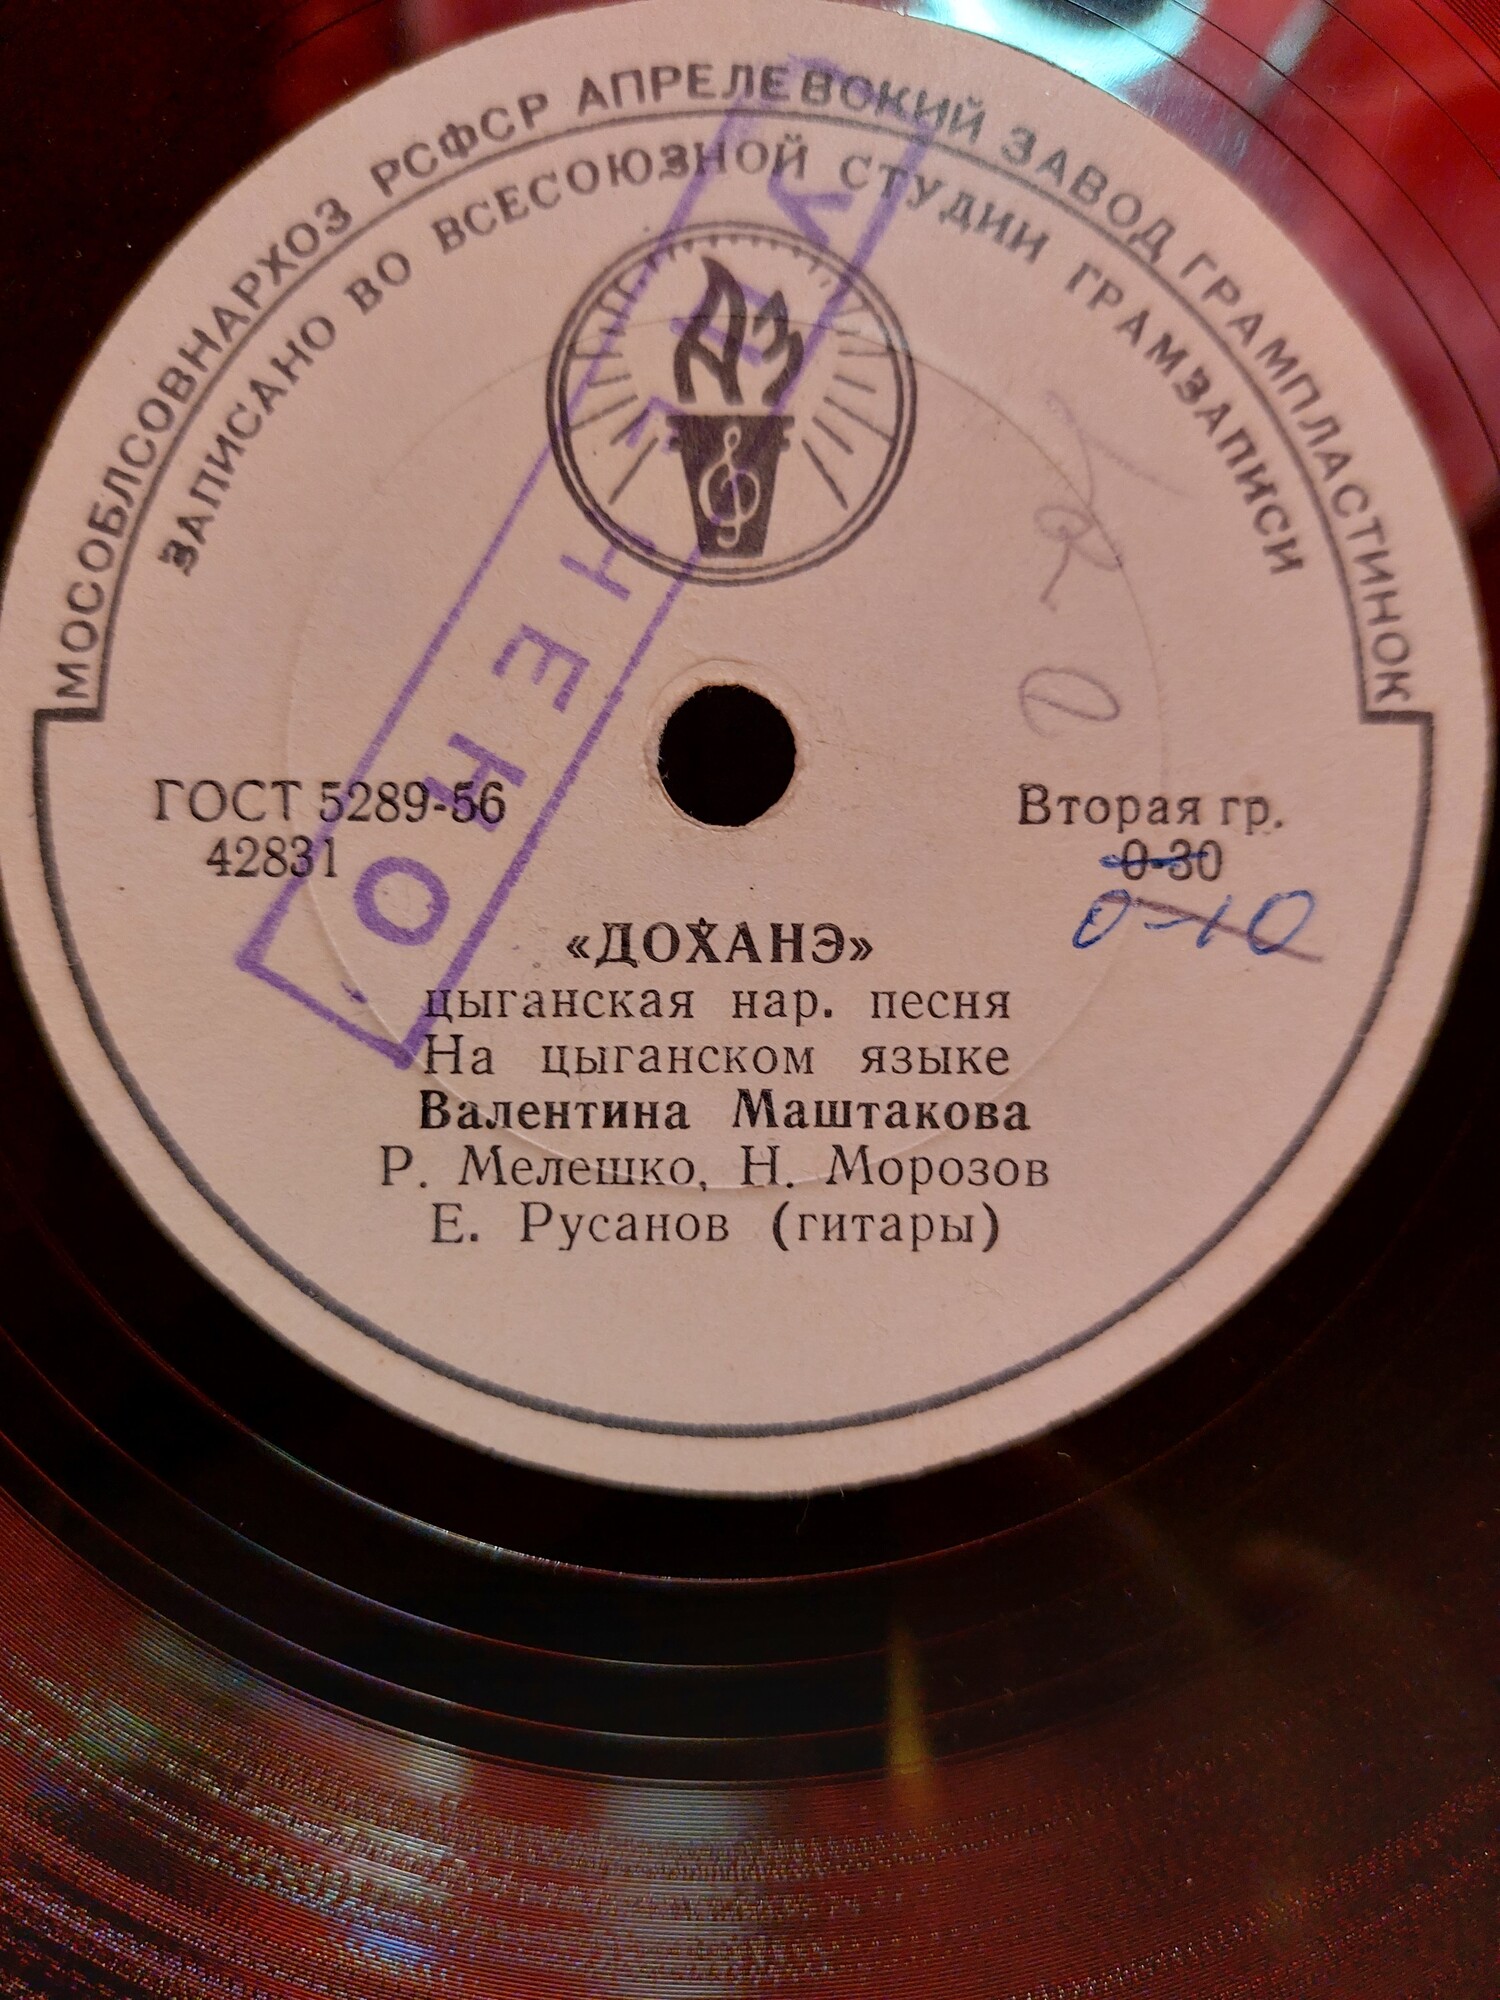 МОСОБЛСОВНАРХОЗ РСФСР АПРЕЛЕВСКИЙ ЗАВОД ГРАМПЛАСТИНОК
ЗАПИСАНО ВО ВСЕСОЮЗНОЙ СТУДИИ ГРАМЗАПИСИ
АЗ
ГОСТ 5289-56
42831
Вторая гр.
0-30
0-10
«ДОХАНЭ»
цыганская нар. песня
На цыганском языке
Валентина Маштакова
Р. Мелешко, Н. Морозов
Е. Русанов (гитары)